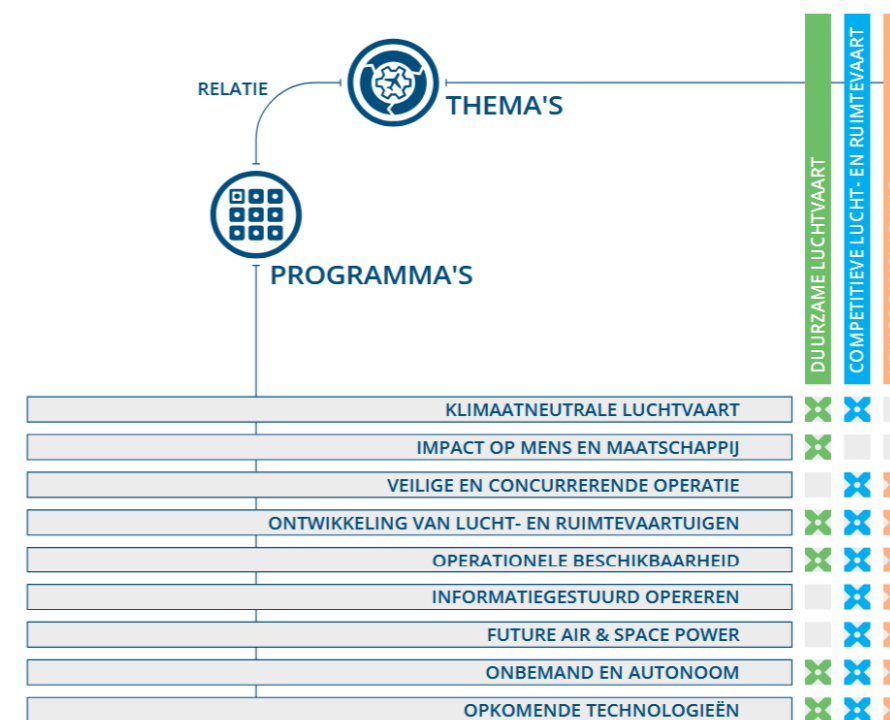 RELATIE
THEMA'S
PROGRAMMA'S
DUURZAME LUCHTVAART
COMPETITIEVE LUCHT- EN RUIMTEVAART
KLIMAATNEUTRALE LUCHTVAART
IMPACT OP MENS EN MAATSCHAPPIJ
VEILIGE EN CONCURRERENDE OPERATIE
ONTWIKKELING VAN LUCHT- EN RUIMTEVAARTUIGEN
OPERATIONELE BESCHIKBAARHEID
INFORMATIEGESTUURD OPEREREN
FUTURE AIR & SPACE POWER
ONBEMAND EN AUTONOOM
OPKOMENDE TECHNOLOGIEËN